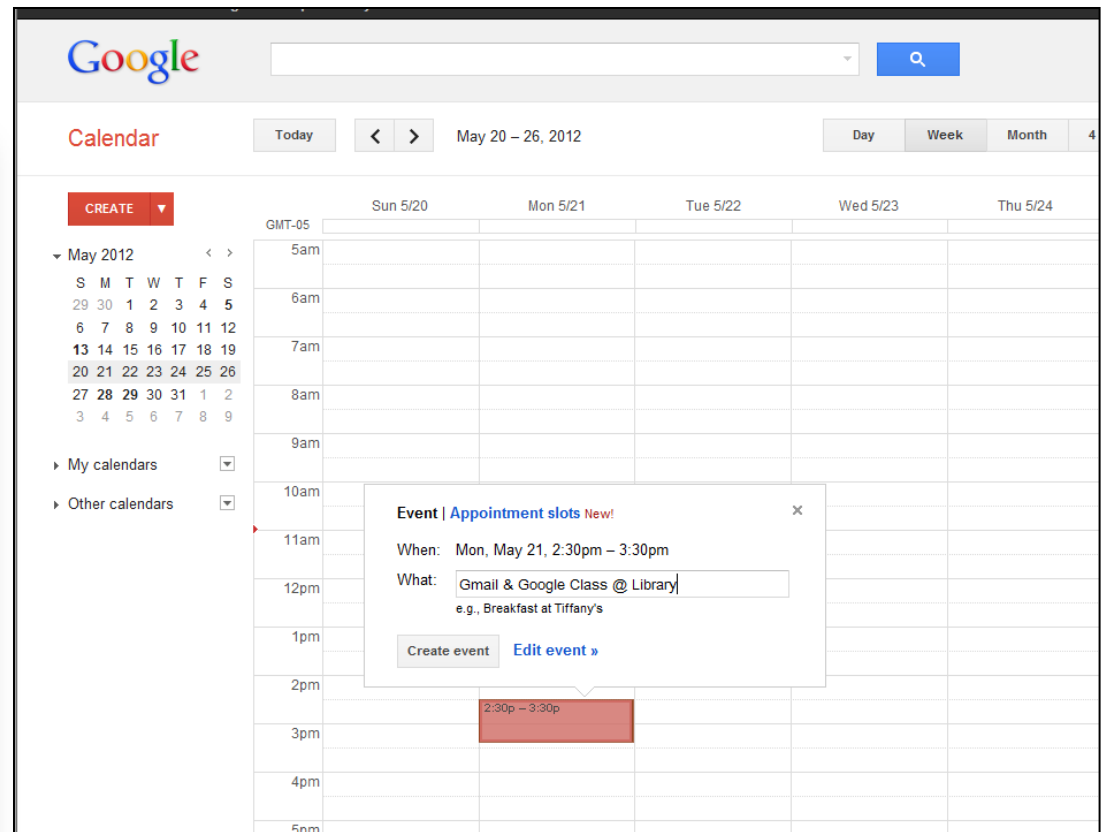 Google
Calendar
Today
May 20 – 26, 2012
Day Week Month 4
CREATE
Sun 5/20 Mon 5/21 Tue 5/22 Wed 5/23 Thu 5/24
GMT-05
May 2012
S M T W T F S
29 30 1 2 3 4 5
6 7 8 9 10 11 12
13 14 15 16 17 18 19
20 21 22 23 24 25 26
27 28 29 30 31 1 2
3 4 5 6 7 8 9
My calendars
Other calendars
5am
6am
7am
8am
9am
10am
11am
12pm
1pm
2pm
3pm
4pm
5pm
Event | Appointment slots New!
When: Mon, May 21, 2:30pm – 3:30pm
What: Gmail & Google Class @ Library
e.g., Breakfast at Tiffany's
Create event Edit event »
2:30p – 3:30p